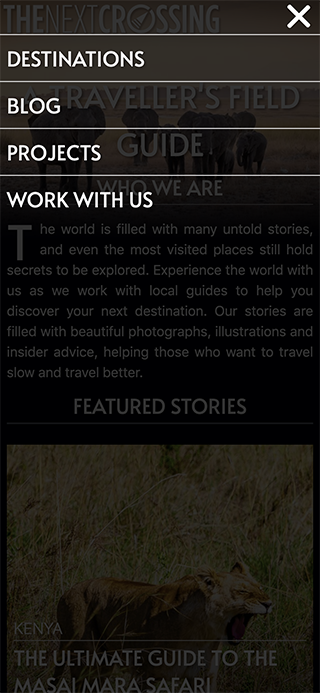 THENEXTCROSSING
DESTINATIONS
BLOG
PROJECTS
WORK WITH US
A TRAVELLER'S FIELD
GUIDE
WHO WE ARE
The world is filled with many untold stories,
and even the most visited places still hold
secrets to be explored. Experience the world with
us as we work with local guides to help you
discover your next destination. Our stories are
filled with beautiful photographs, illustrations and
insider advice, helping those who want to travel
slow and travel better.
FEATURED STORIES
KENYA
THE ULTIMATE GUIDE TO THE
MASAI MARA SAFARI